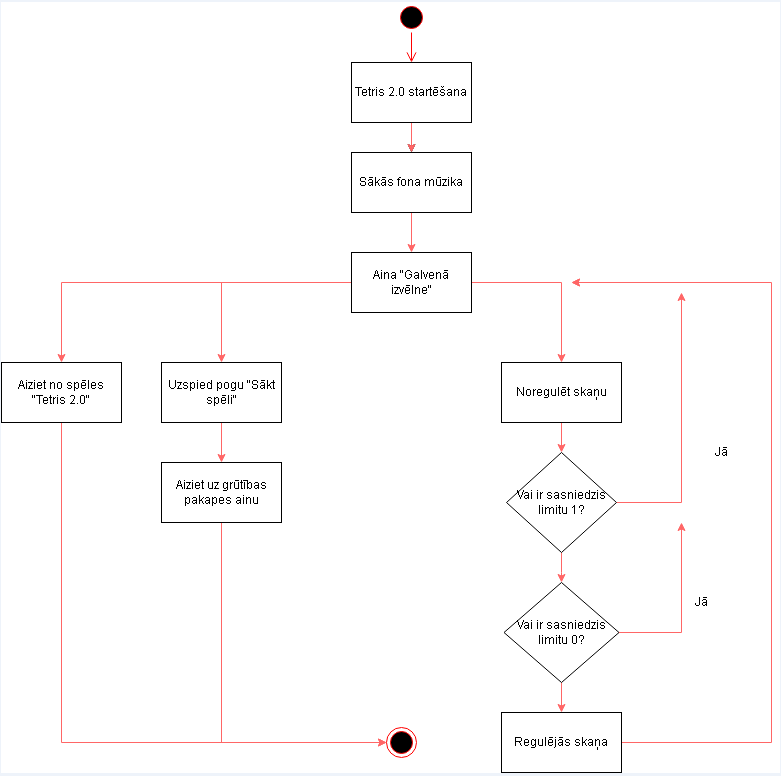 Tetris 2.0 startēšana
Sākās fona mūzika
Aina "Galvenā
izvēlne"
Aiziet no spēles
"Tetris 2.0"
Uzspied pogu "Sākt
spēli"
Noregulēt skaņu
Jā
Aiziet uz grūtības
pakapes ainu
Vai ir sasniedzis
limitu 1?
Jā
Vai ir sasniedzis
limitu 0?
Regulējās skaņa